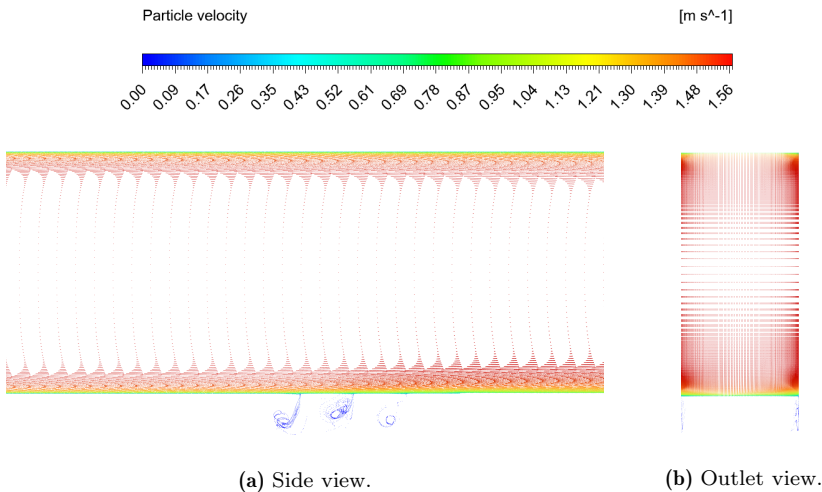 Particle velocity [m s^-1]
0.00 0.09 0.17 0.26 0.35 0.43 0.52 0.61 0.69 0.78 0.87 0.95 1.04 1.13 1.21 1.30 1.39 1.48 1.56
(a) Side view. (b) Outlet view.